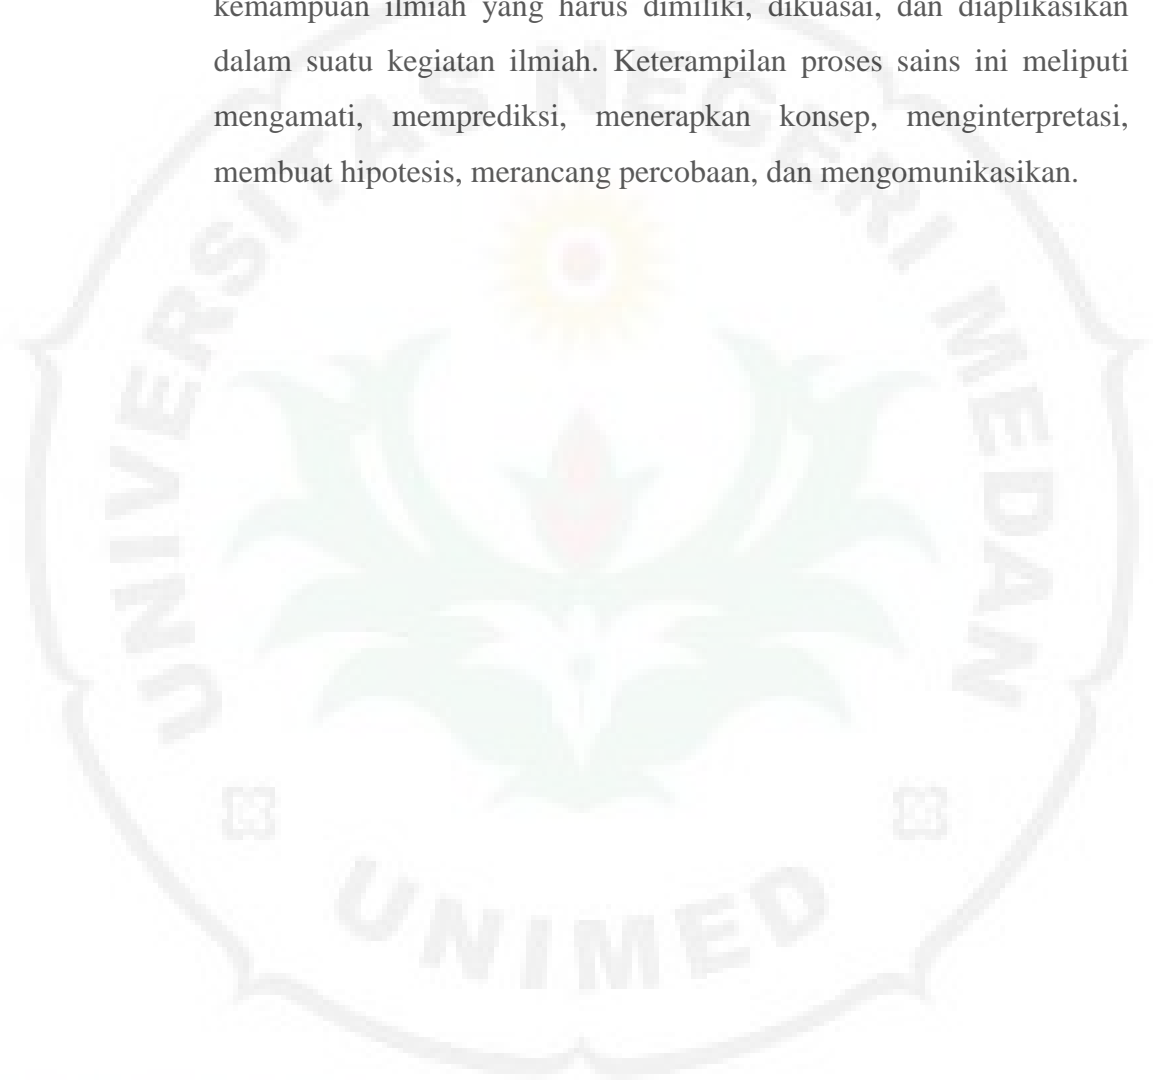 kemampuan ilmiah yang harus dimiliki, dikuasai, dan diaplikasikan
dalam suatu kegiatan ilmiah. Keterampilan proses sains ini meliputi
mengamati, memprediksi, menerapkan konsep, menginterpretasi,
membuat hipotesis, merancang percobaan, dan mengomunikasikan.
UNIVERSITAS NEGERI MEDAN
UNIMED